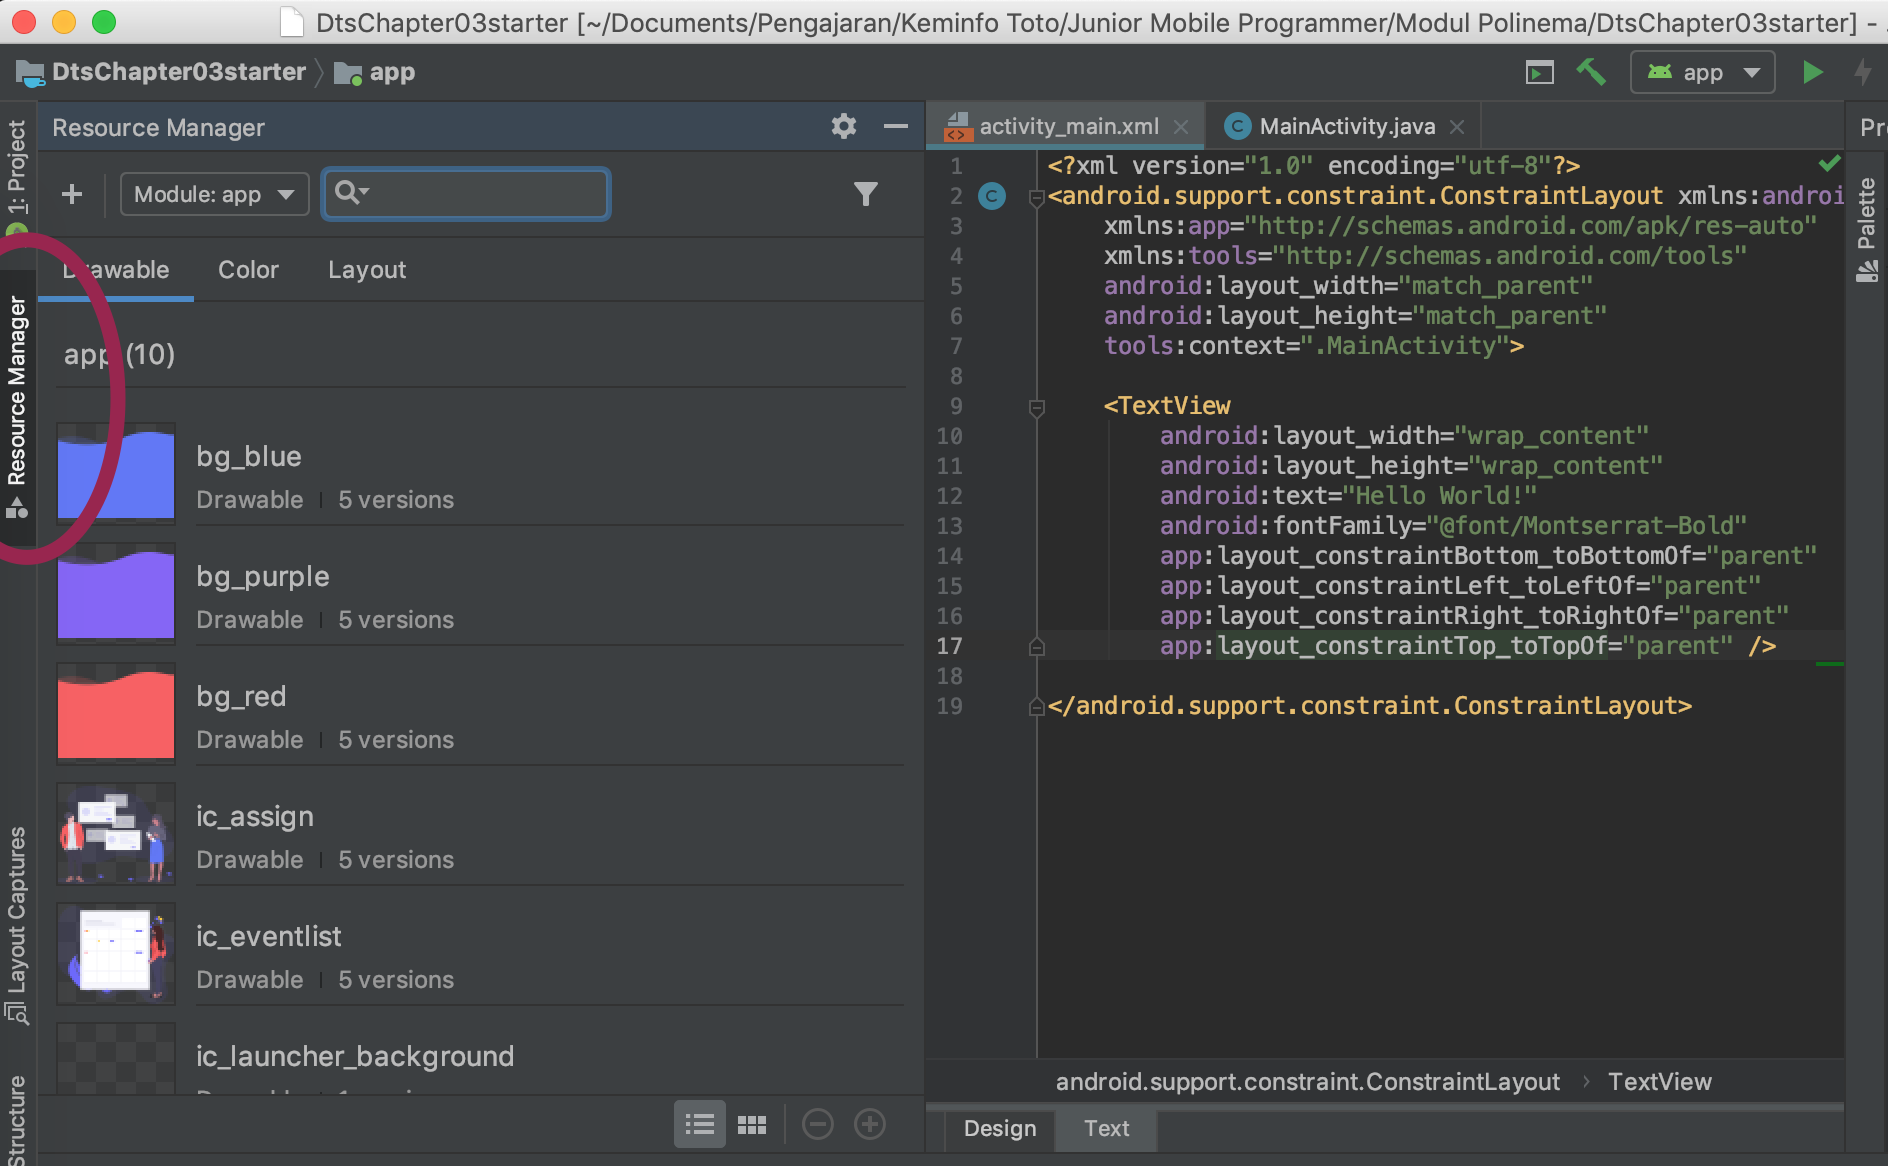 DtsChapter03starter [~/Documents/Pengajaran/Keminfo Toto/Junior Mobile Programmer/Modul Polinema/DtsChapter03starter] -
DtsChapter03starter
app
app
1: Project
Resource Manager
Layout Captures
Structure
Resource Manager
Module: app
Drawable
Color
Layout
app (10)
bg_blue
Drawable | 5 versions
bg_purple
Drawable | 5 versions
bg_red
Drawable | 5 versions
ic_assign
Drawable | 5 versions
ic_eventlist
Drawable | 5 versions
ic_launcher_background
activity_main.xml
MainActivity.java
1 <?xml version="1.0" encoding="utf-8"?>
2 <android.support.constraint.ConstraintLayout xmlns:androi
3 xmlns:app="http://schemas.android.com/apk/res-auto"
4 xmlns:tools="http://schemas.android.com/tools"
5 android:layout_width="match_parent"
6 android:layout_height="match_parent"
7 tools:context=".MainActivity">
8
9 <TextView
10 android:layout_width="wrap_content"
11 android:layout_height="wrap_content"
12 android:text="Hello World!"
13 android:fontFamily="@font/Montserrat-Bold"
14 app:layout_constraintBottom_toBottomOf="parent"
15 app:layout_constraintLeft_toLeftOf="parent"
16 app:layout_constraintRight_toRightOf="parent"
17 app:layout_constraintTop_toTopOf="parent" />
18
19 </android.support.constraint.ConstraintLayout>
android.support.constraint.ConstraintLayout › TextView
Design
Text
Pr
Palette